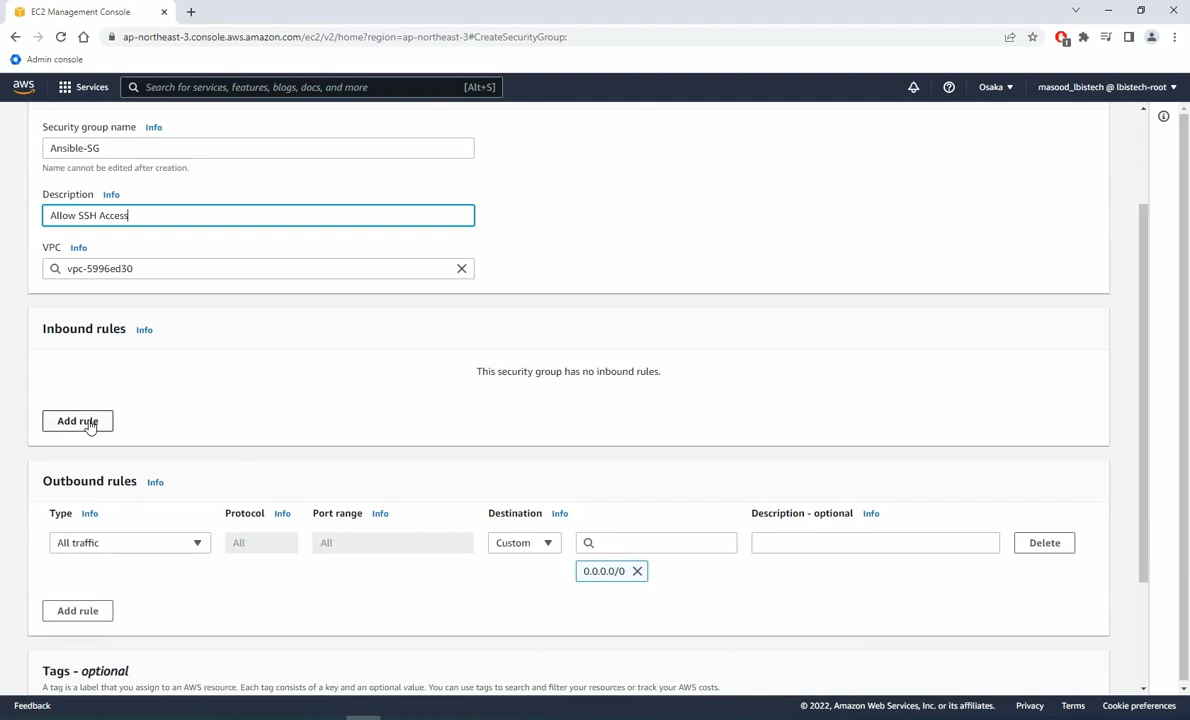 EC2 Management Console
ap-northeast-3.console.aws.amazon.com/ec2/v2/home?region=ap-northeast-3#CreateSecurityGroup:
1
Admin console
aws
Services
Search for services, features, blogs, docs, and more
[Alt+S]
Osaka
masood_lbistech @ lbistech-root
Security group name Info
Ansible-SG
Name cannot be edited after creation.
Description Info
Allow SSH Access
VPC Info
vpc-5996ed30
Inbound rules Info
This security group has no inbound rules.
Add rule
Outbound rules Info
Type Info Protocol Info Port range Info Destination Info Description - optional Info
All traffic All All Custom Delete
0.0.0.0/0
Add rule
Tags - optional
A tag is a label that you assign to an AWS resource. Each tag consists of a key and an optional value. You can use tags to search and filter your resources or track your AWS costs.
Feedback © 2022, Amazon Web Services, Inc. or its affiliates. Privacy Terms Cookie preferences